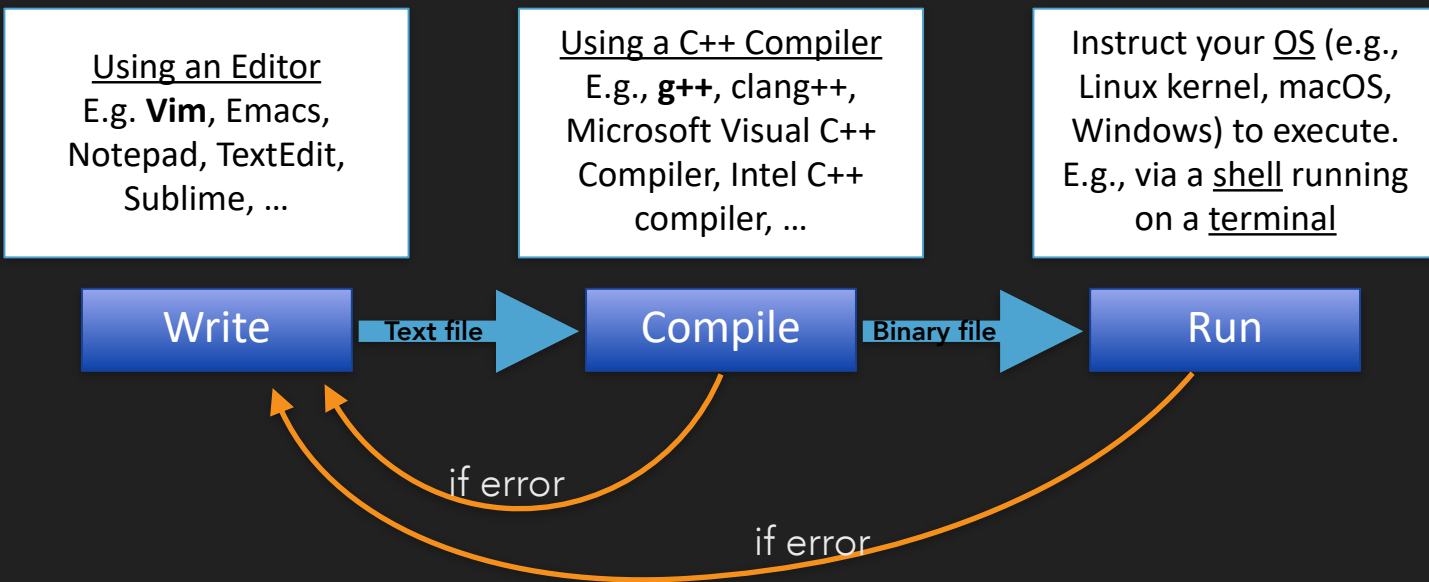 Using an Editor
E.g. Vim, Emacs,
Notepad, TextEdit,
Sublime, …
Using a C++ Compiler
E.g., g++, clang++,
Microsoft Visual C++
Compiler, Intel C++
compiler, …
Instruct your OS (e.g.,
Linux kernel, macOS,
Windows) to execute.
E.g., via a shell running
on a terminal
Write
Text file
Compile
Binary file
Run
if error
if error